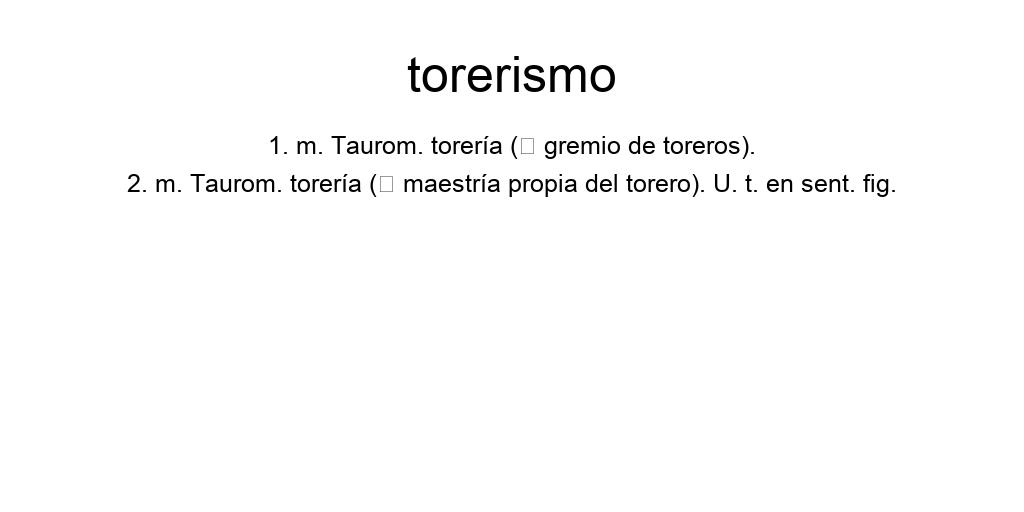 torerismo
1. m. Taurom. torería (□ gremio de toreros).
2. m. Taurom. torería (□ maestría propia del torero). U. t. en sent. fig.